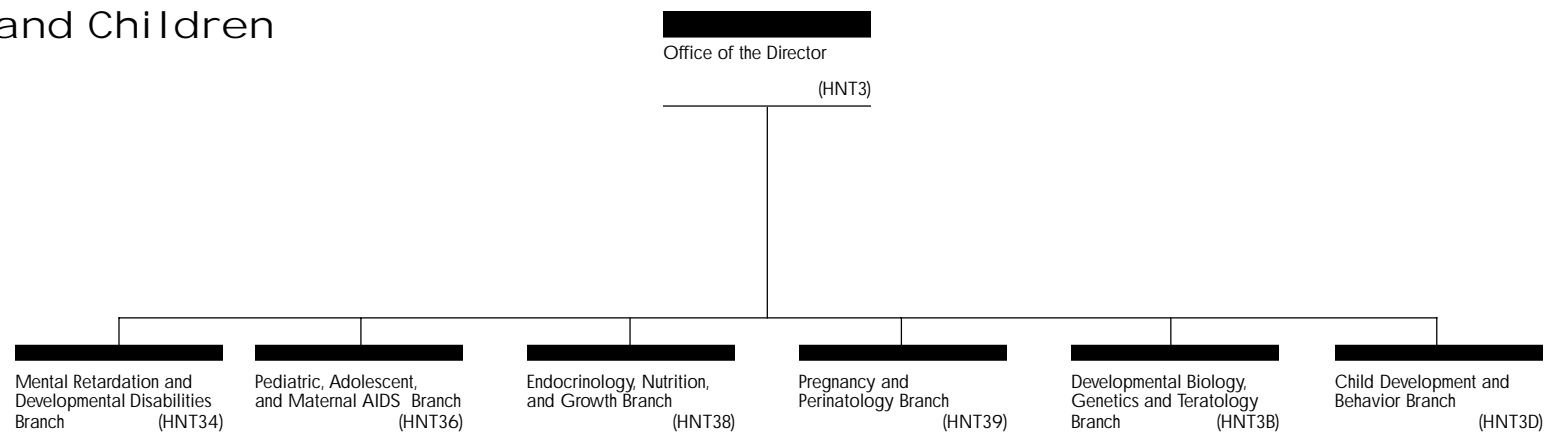 and Children
Office of the Director
(HNT3)
Mental Retardation and
Developmental Disabilities
Branch (HNT34)
Pediatric, Adolescent,
and Maternal AIDS Branch
(HNT36)
Endocrinology, Nutrition,
and Growth Branch
(HNT38)
Pregnancy and
Perinatology Branch
(HNT39)
Developmental Biology,
Genetics and Teratology
Branch (HNT3B)
Child Development and
Behavior Branch
(HNT3D)